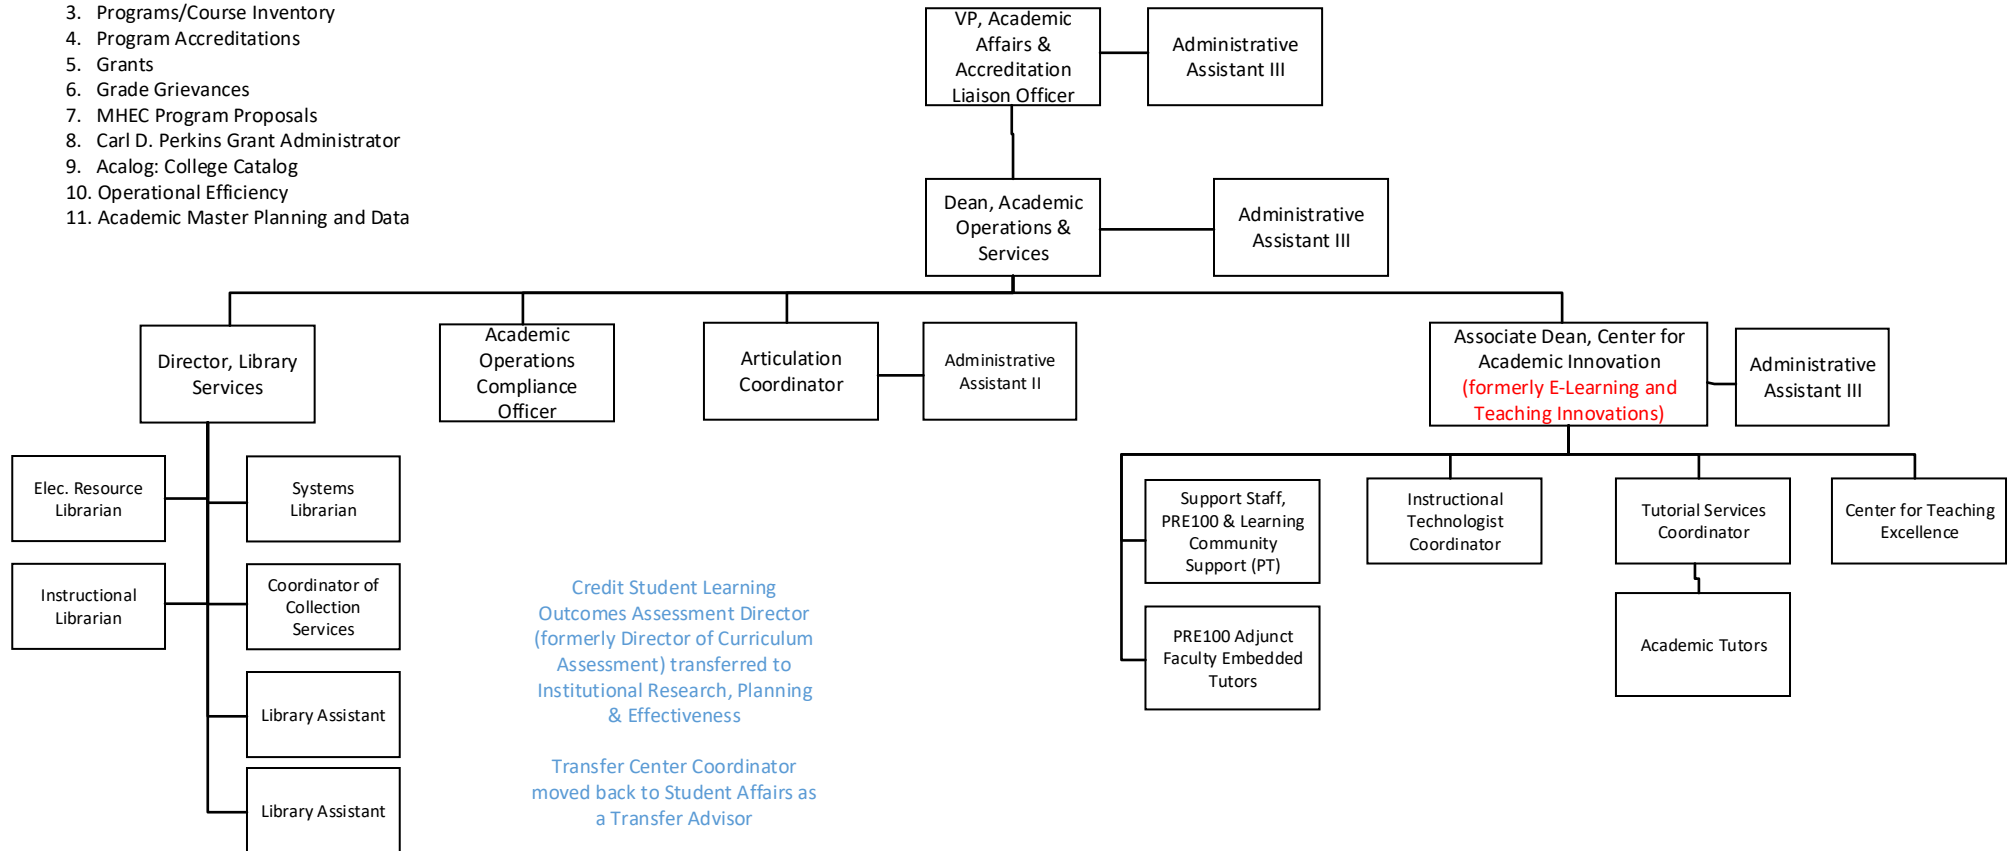 3. Programs/Course Inventory
4. Program Accreditations
5. Grants
6. Grade Grievances
7. MHEC Program Proposals
8. Carl D. Perkins Grant Administrator
9. Acalog: College Catalog
10. Operational Efficiency
11. Academic Master Planning and Data
VP, Academic
Affairs &
Accreditation
Liaison Officer
Administrative
Assistant III
Dean, Academic
Operations &
Services
Administrative
Assistant III
Director, Library
Services
Academic
Operations
Compliance
Officer
Articulation
Coordinator
Administrative
Assistant II
Associate Dean, Center for
Academic Innovation
(formerly E-Learning and
Teaching Innovations)
Administrative
Assistant III
Elec. Resource
Librarian
Systems
Librarian
Instructional
Librarian
Coordinator of
Collection
Services
Library Assistant
Library Assistant
Credit Student Learning
Outcomes Assessment Director
(formerly Director of Curriculum
Assessment) transferred to
Institutional Research, Planning
& Effectiveness
Transfer Center Coordinator
moved back to Student Affairs as
a Transfer Advisor
Support Staff,
PRE100 & Learning
Community
Support (PT)
PRE100 Adjunct
Faculty Embedded
Tutors
Instructional
Technologist
Coordinator
Tutorial Services
Coordinator
Academic Tutors
Center for Teaching
Excellence